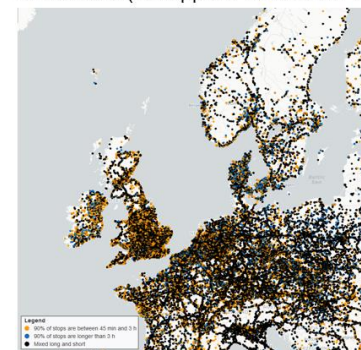 Legend
90% of stops are between 45 min and 3 h
90% of stops are longer than 3 h
Mixed long and short